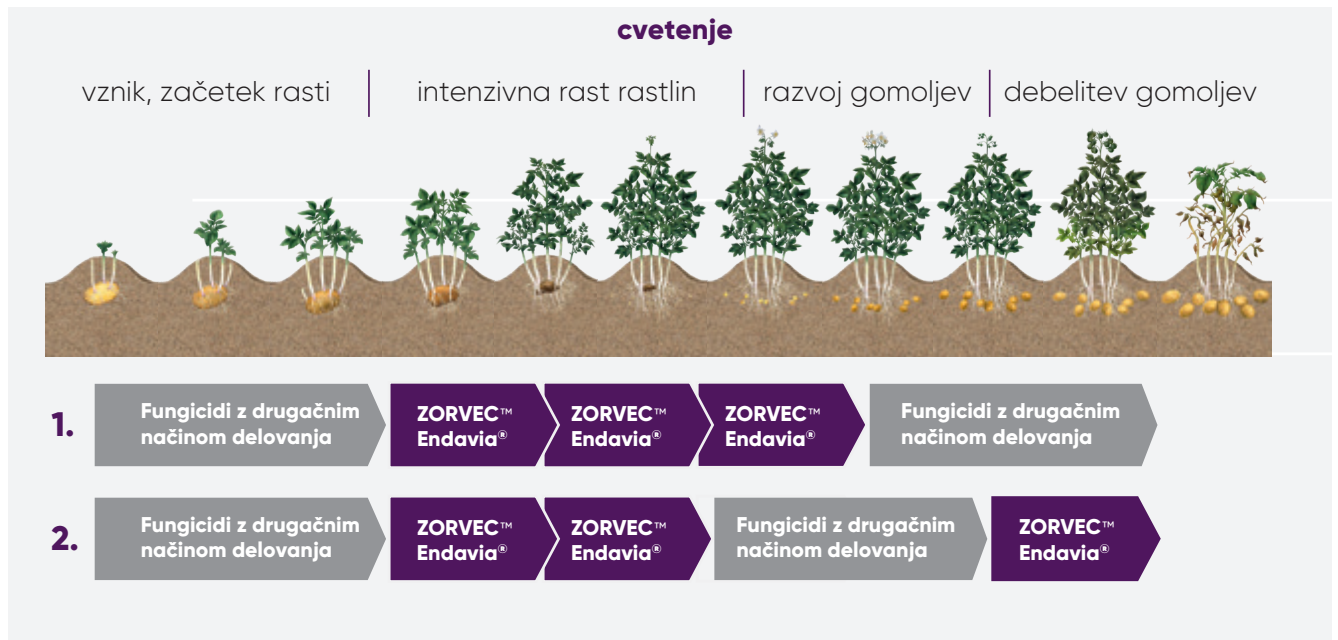 cvetenje
vznik, začetek rasti
intenzivna rast rastlin
razvoj gomoljev
debelitev gomoljev
1.
Fungicidi z drugačnim
načinom delovanja
ZORVEC™
Endavia®
ZORVEC™
Endavia®
ZORVEC™
Endavia®
Fungicidi z drugačnim
načinom delovanja
2.
Fungicidi z drugačnim
načinom delovanja
ZORVEC™
Endavia®
ZORVEC™
Endavia®
Fungicidi z drugačnim
načinom delovanja
ZORVEC™
Endavia®